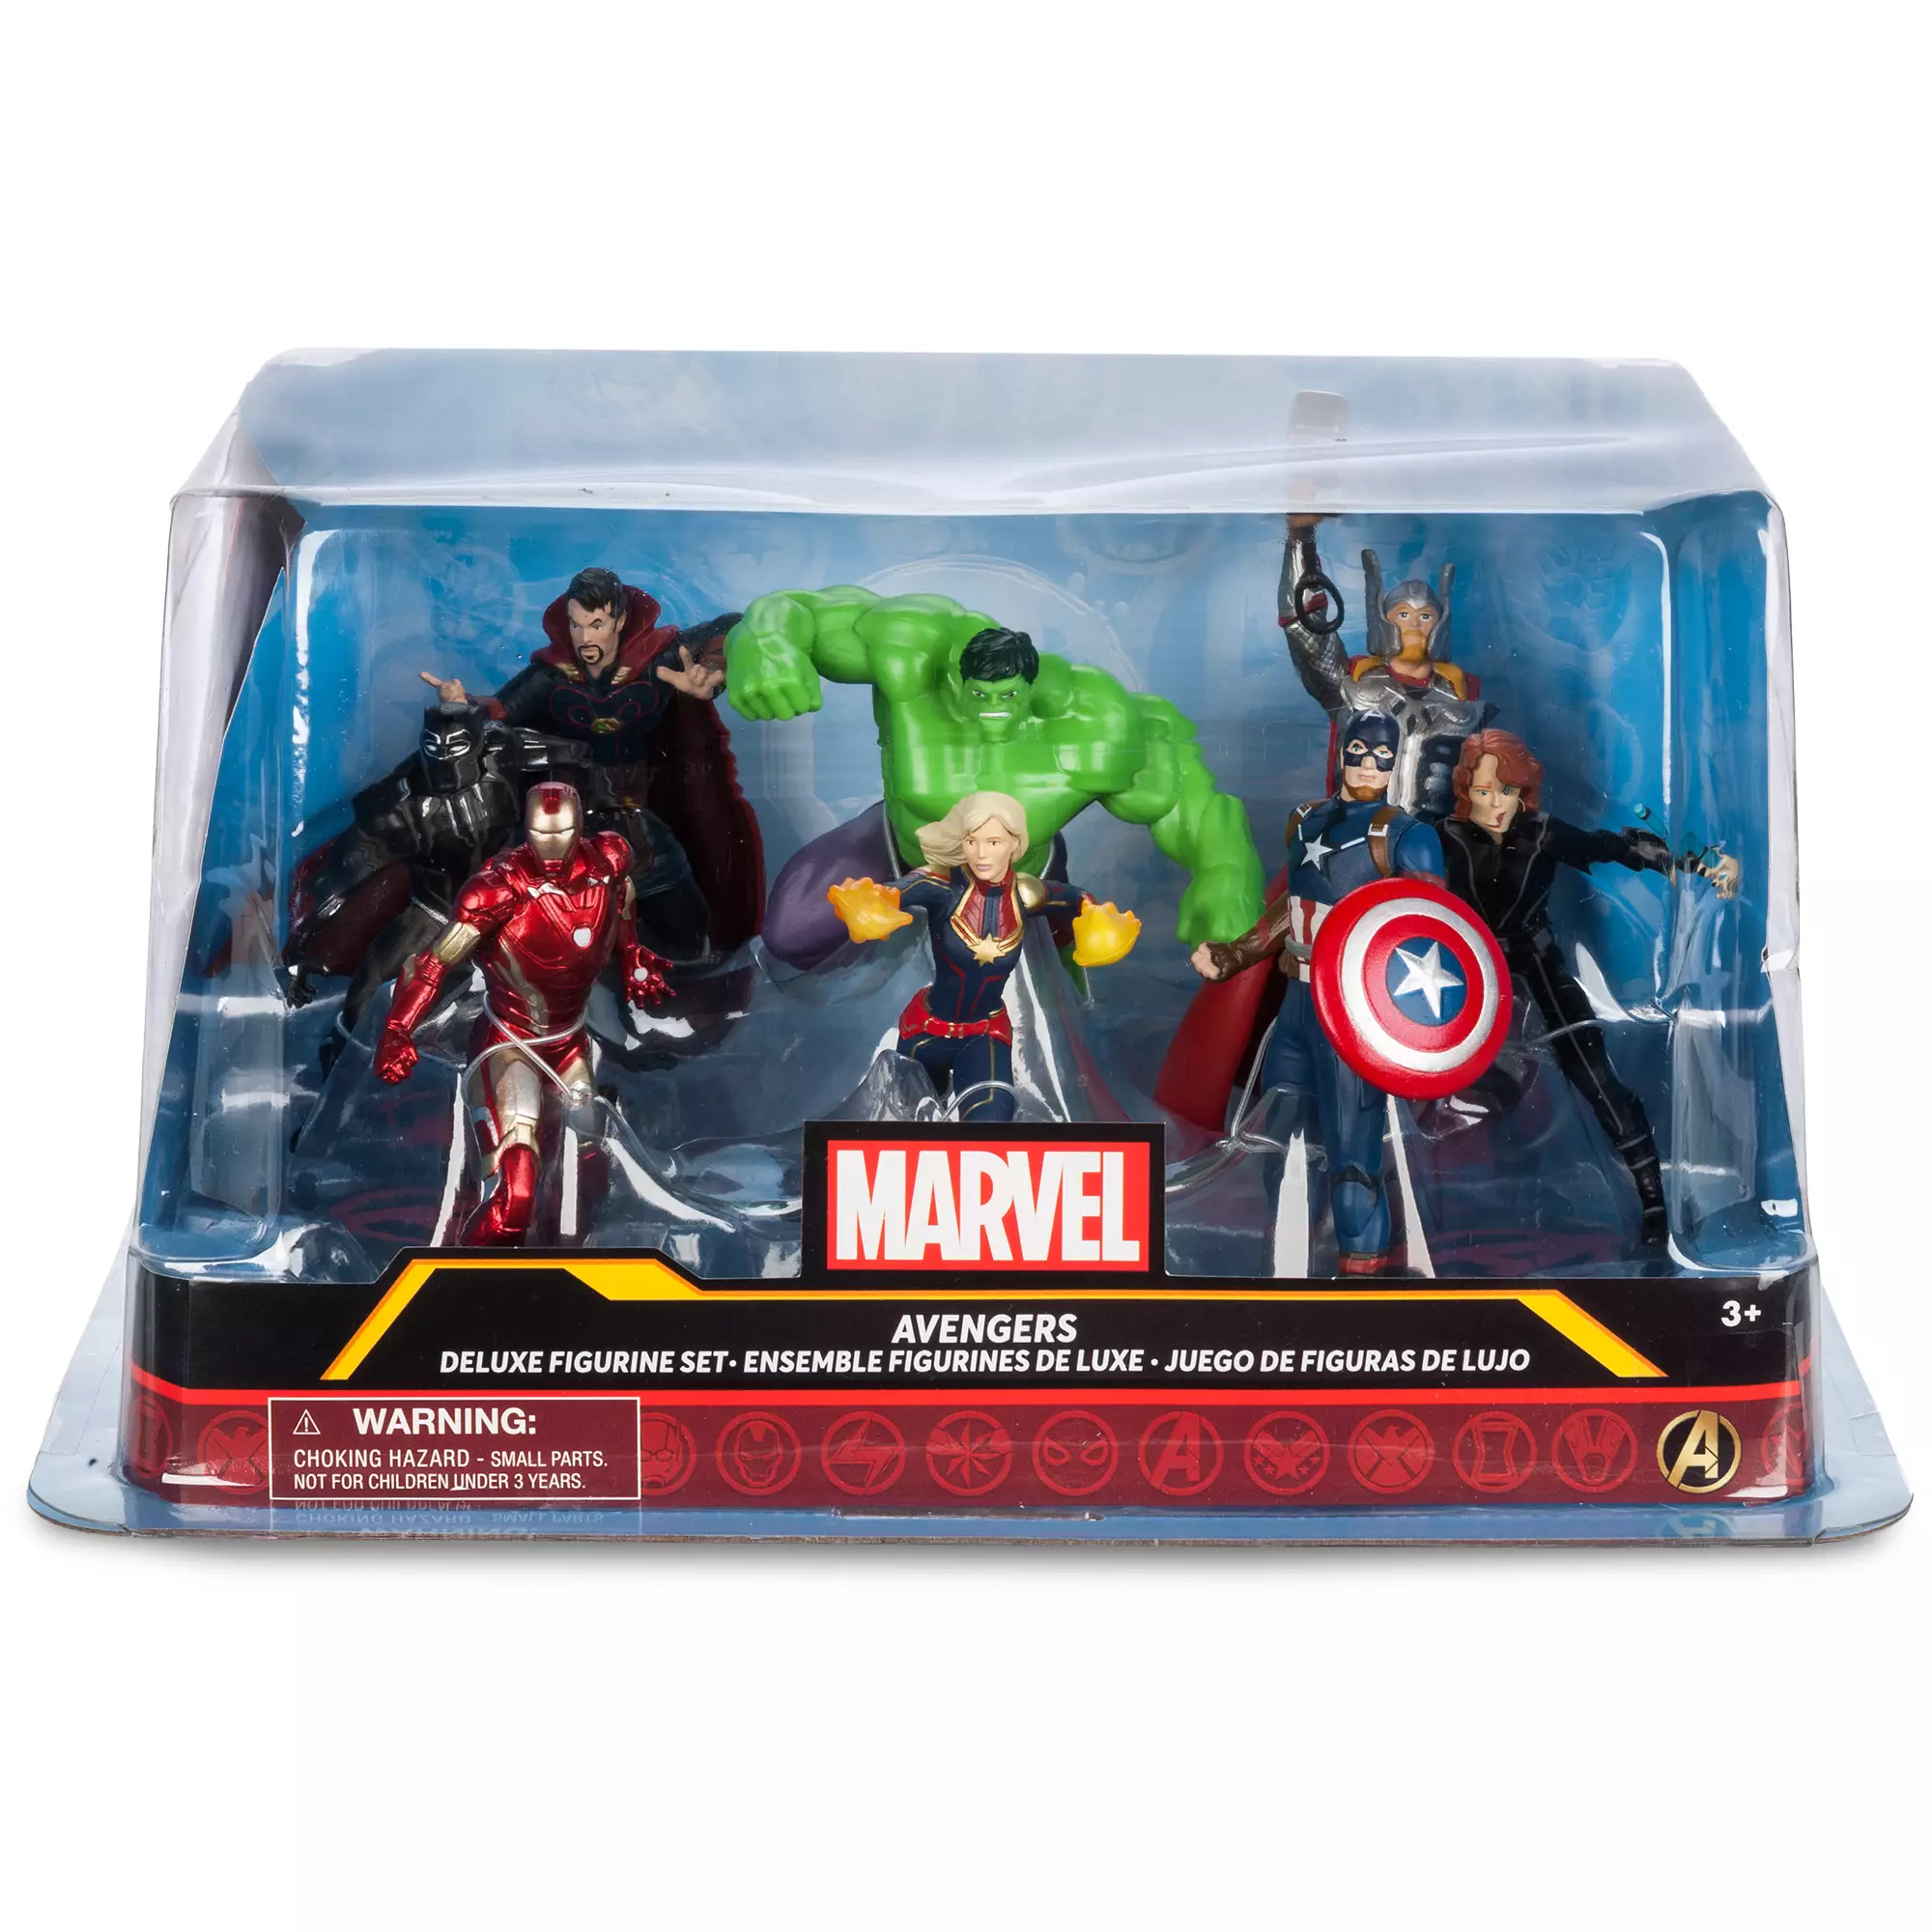 MARVEL
AVENGERS
3+
DELUXE FIGURINE SET • ENSEMBLE FIGURINES DE LUXE • JUEGO DE FIGURAS DE LUJO
⚠ WARNING:
CHOKING HAZARD - SMALL PARTS.
NOT FOR CHILDREN UNDER 3 YEARS.